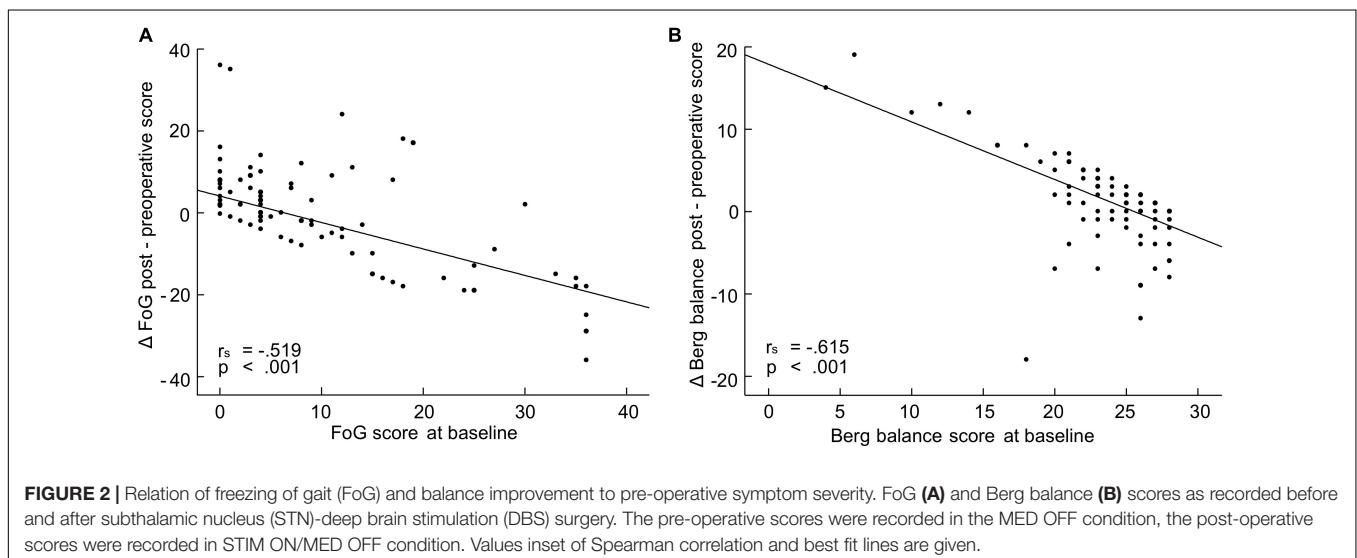 A
40
20
0
-20
-40
Δ FoG post - preoperative score
rs = -.519
p < .001
0 10 20 30 40
FoG score at baseline
B
20
10
0
-10
-20
Δ Berg balance post - preoperative score
rs = -.615
p < .001
0 5 10 15 20 25 30
Berg balance score at baseline
FIGURE 2 | Relation of freezing of gait (FoG) and balance improvement to pre-operative symptom severity. FoG (A) and Berg balance (B) scores as recorded before
and after subthalamic nucleus (STN)-deep brain stimulation (DBS) surgery. The pre-operative scores were recorded in the MED OFF condition, the post-operative
scores were recorded in STIM ON/MED OFF condition. Values inset of Spearman correlation and best fit lines are given.